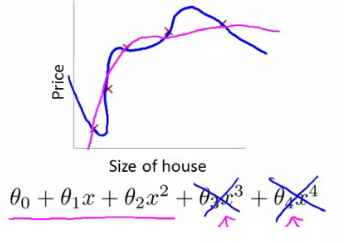 Price
Size of house
θ₀ + θ₁x + θ₂x² + θ₃x³ + θ₄x⁴